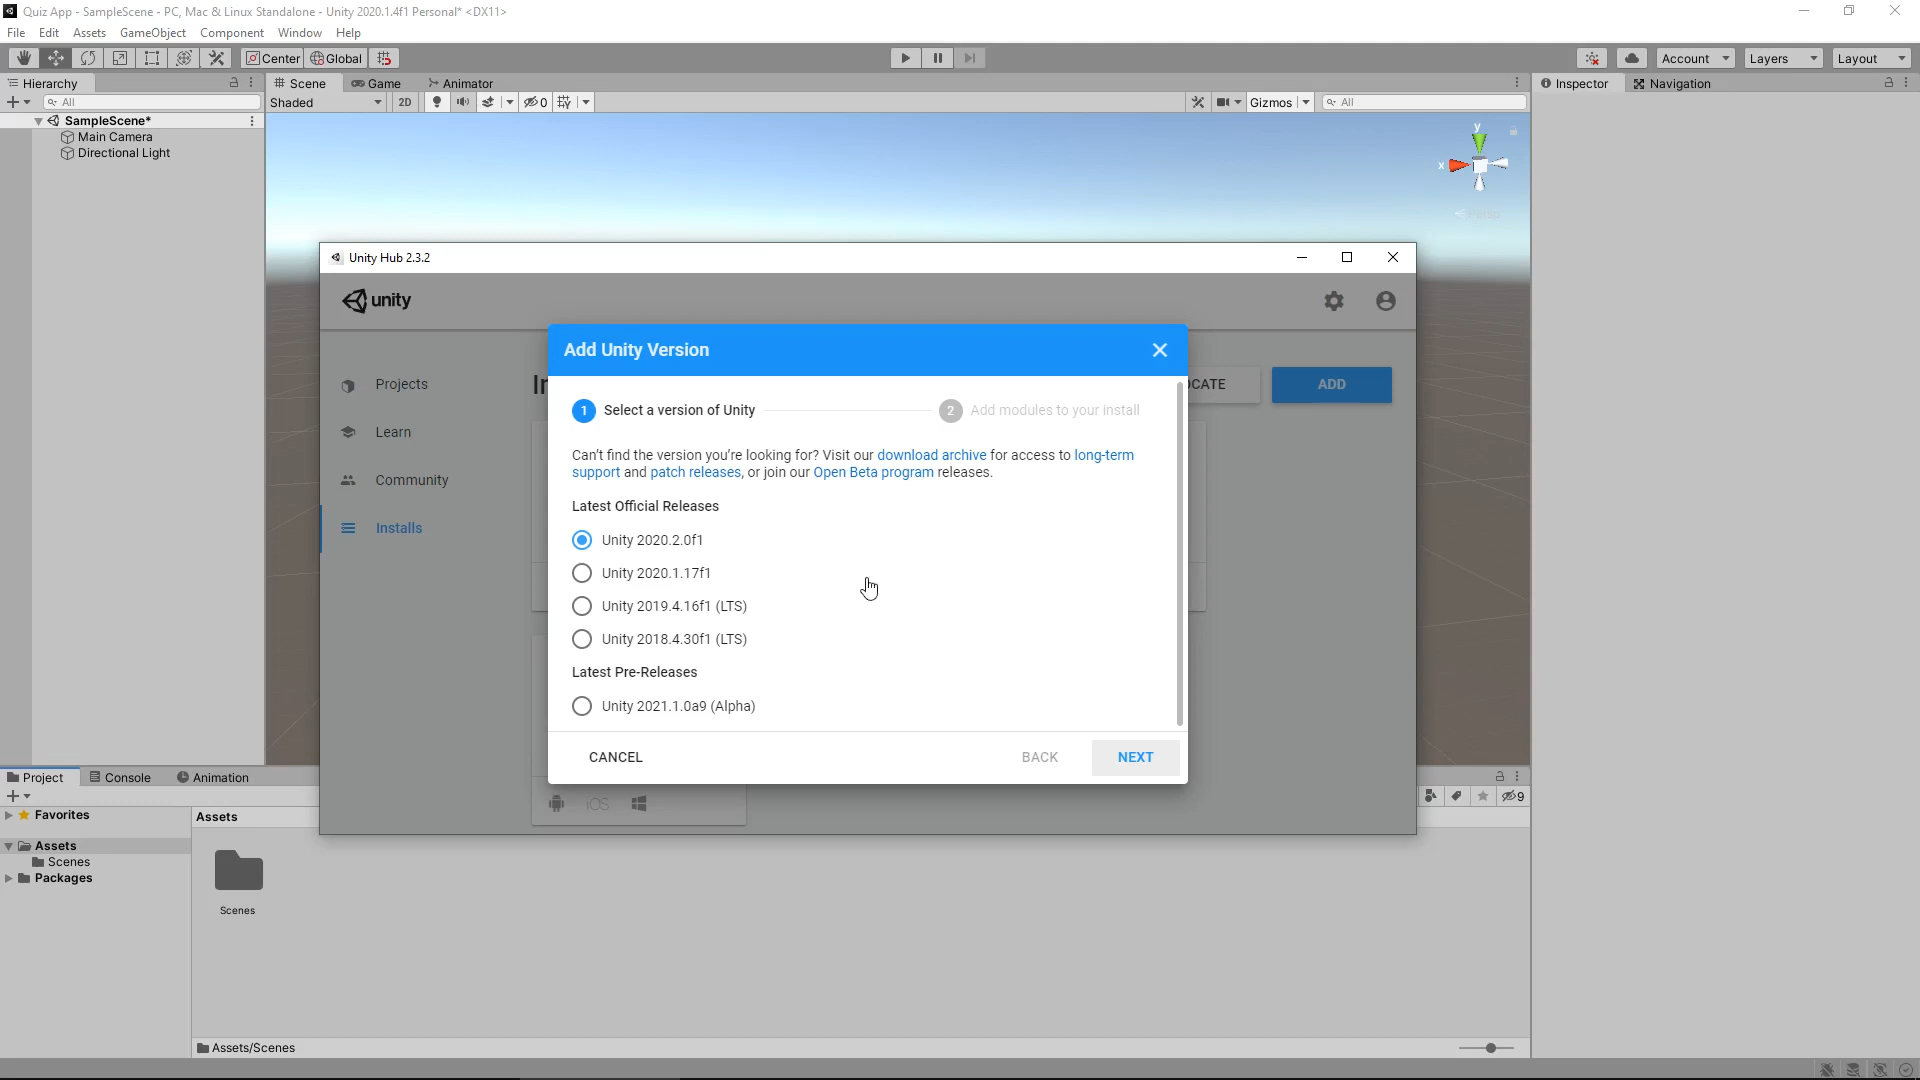 Quiz App - SampleScene - PC, Mac & Linux Standalone - Unity 2020.1.4f1 Personal* <DX11>
File Edit Assets GameObject Component Window Help
Center Global Account Layers Layout
Hierarchy
Scene Game Animator
Inspector Navigation
All
Shaded 2D 0 Gizmos All
SampleScene*
Main Camera
Directional Light
y
x
Persp
Unity Hub 2.3.2
unity
Projects
Learn
Community
Installs
CATE
ADD
Add Unity Version
1 Select a version of Unity
2 Add modules to your install
Can't find the version you're looking for? Visit our download archive for access to long-term
support and patch releases, or join our Open Beta program releases.
Latest Official Releases
Unity 2020.2.0f1
Unity 2020.1.17f1
Unity 2019.4.16f1 (LTS)
Unity 2018.4.30f1 (LTS)
Latest Pre-Releases
Unity 2021.1.0a9 (Alpha)
CANCEL BACK NEXT
iOS
Project Console Animation
9
Favorites
Assets
Scenes
Packages
Assets
Scenes
Assets/Scenes